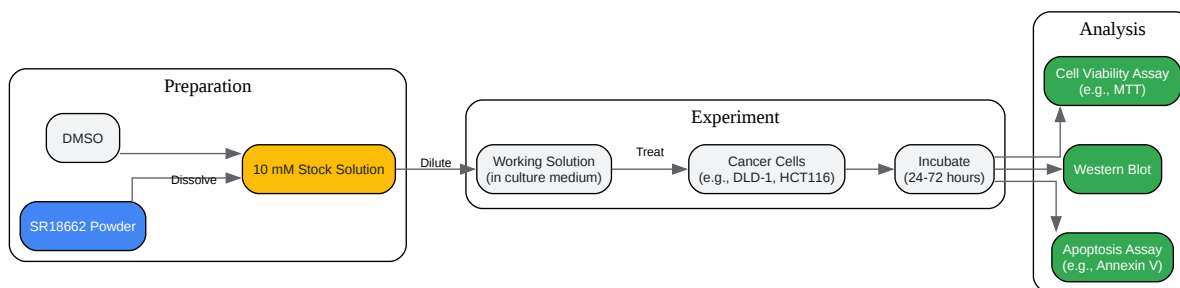 Preparation
DMSO
SR18662 Powder
Dissolve
10 mM Stock Solution
Dilute
Experiment
Working Solution
(in culture medium)
Treat
Cancer Cells
(e.g., DLD-1, HCT116)
Incubate
(24-72 hours)
Analysis
Cell Viability Assay
(e.g., MTT)
Western Blot
Apoptosis Assay
(e.g., Annexin V)